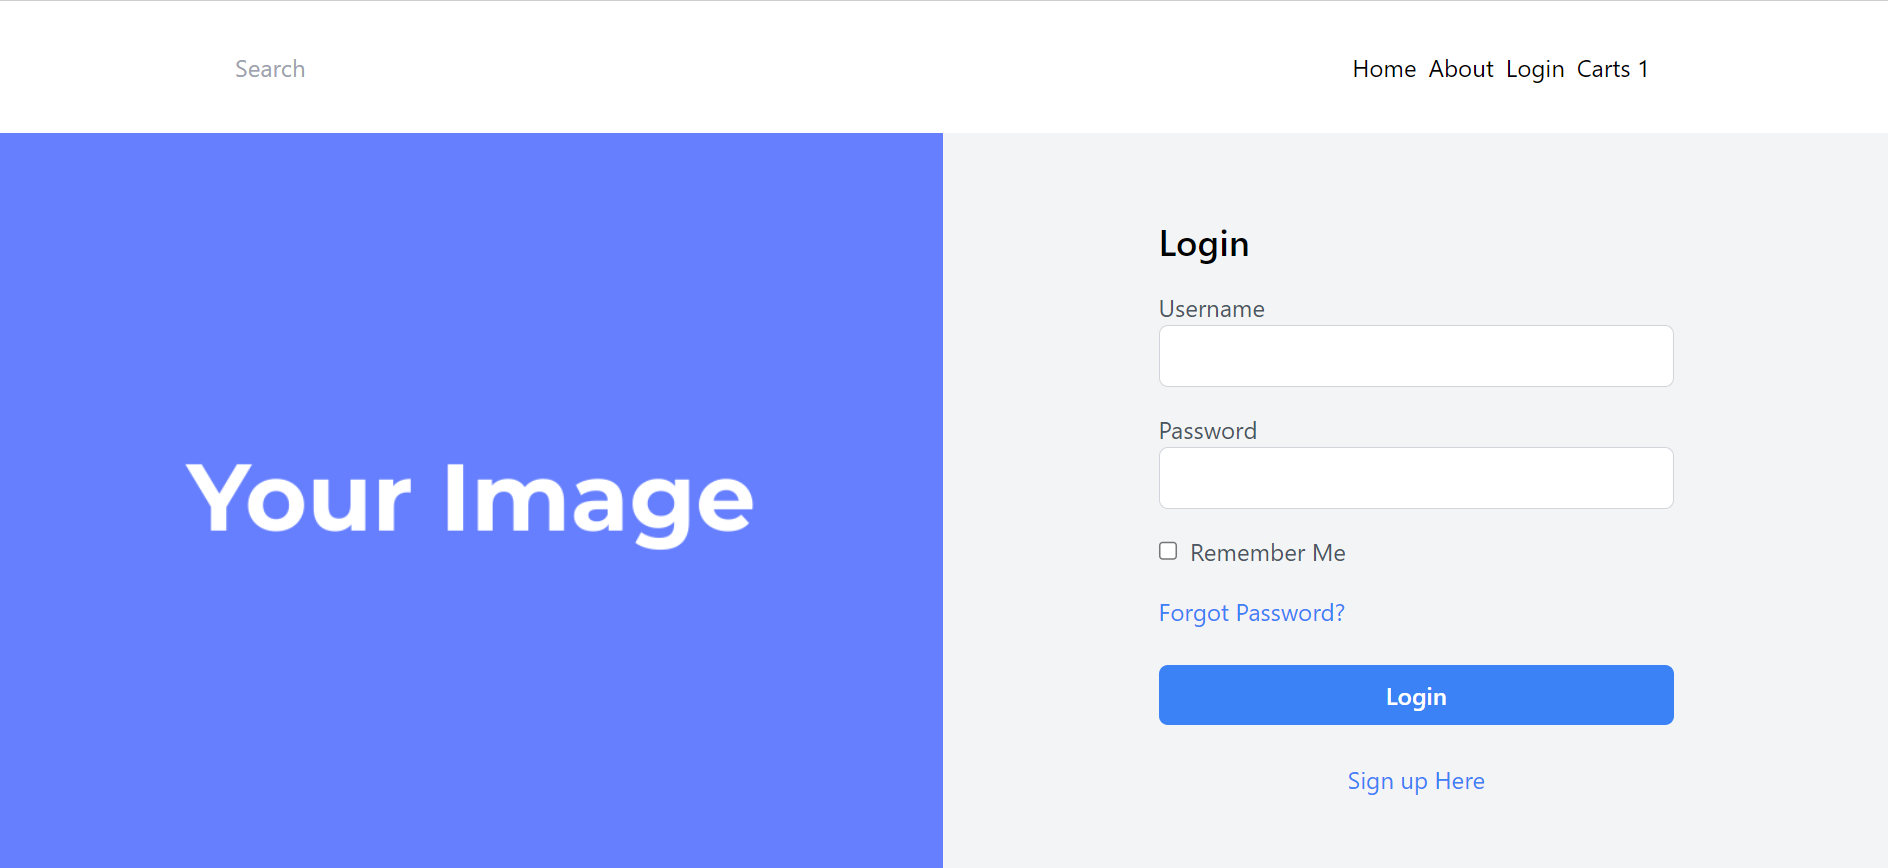 Search
Home About Login Carts 1
Your Image
Login
Username
Password
Remember Me
Forgot Password?
Login
Sign up Here